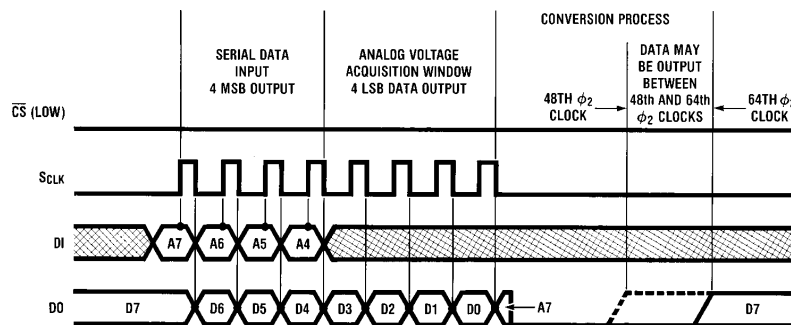 CONVERSION PROCESS
SERIAL DATA
INPUT
4 MSB OUTPUT
ANALOG VOLTAGE
ACQUISITION WINDOW
4 LSB DATA OUTPUT
48TH ϕ2
CLOCK
DATA MAY
BE OUTPUT
BETWEEN
48th AND 64th
ϕ2 CLOCKS
64TH ϕ2
CLOCK
CS (LOW)
SCLK
DI A7 A6 A5 A4
DO D7 D6 D5 D4 D3 D2 D1 D0 A7 D7